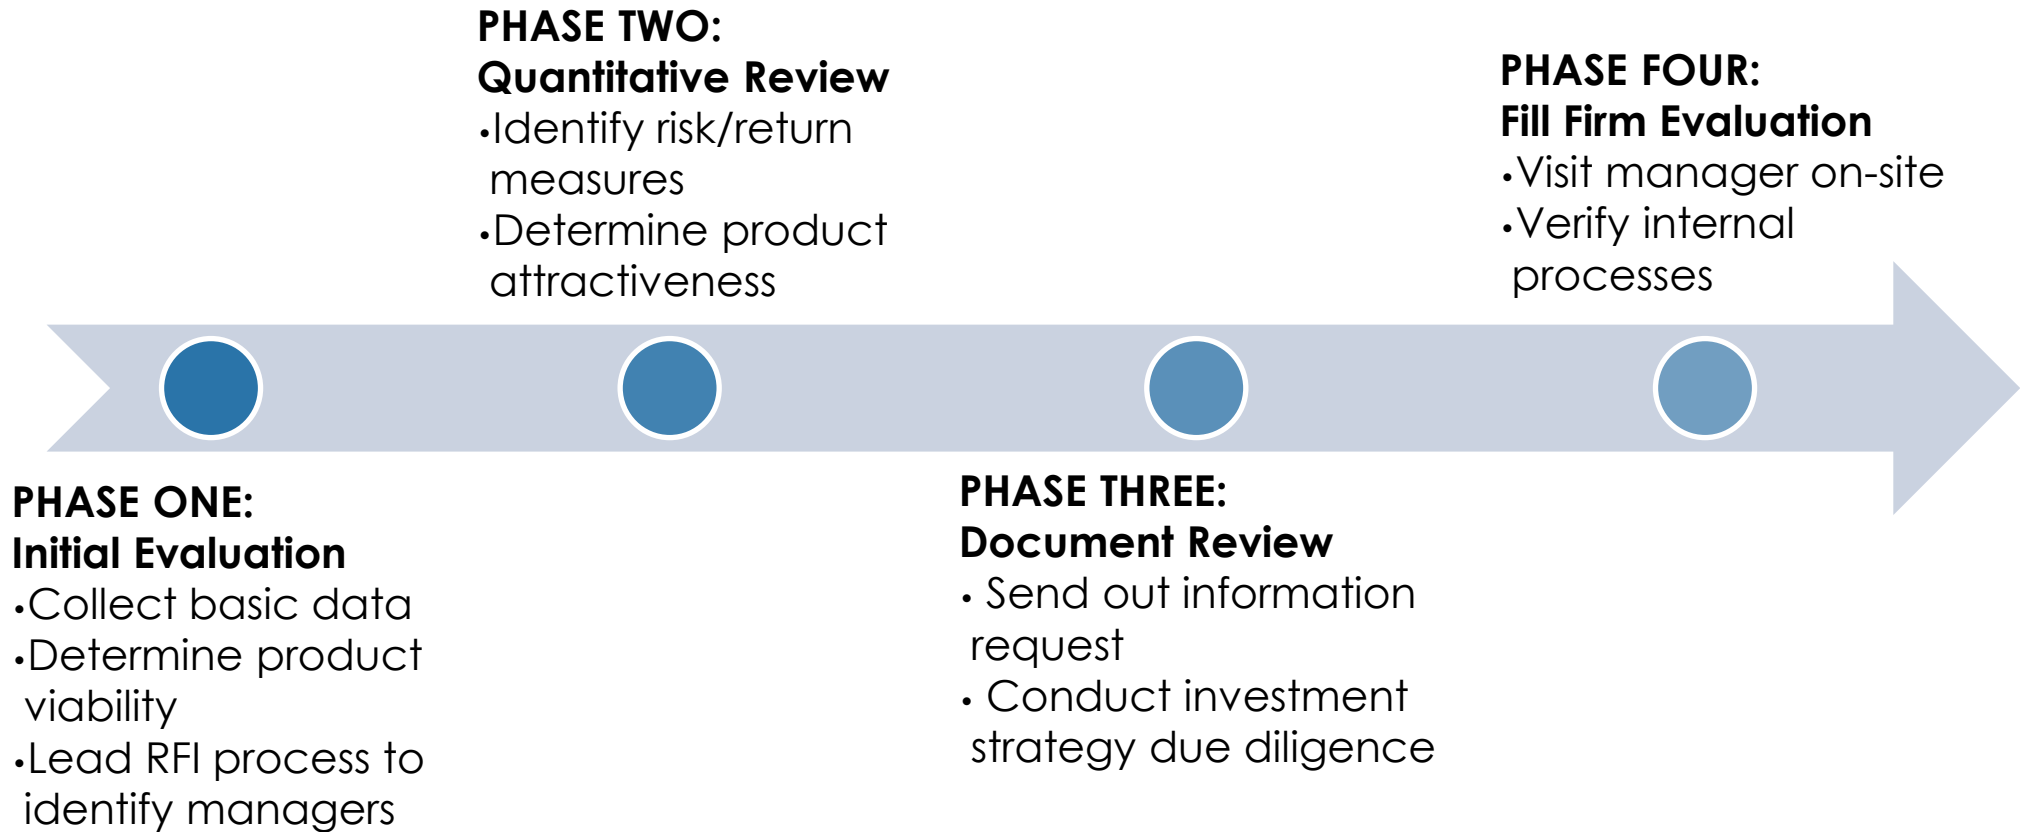 PHASE ONE:
Initial Evaluation
•Collect basic data
•Determine product
viability
•Lead RFI process to
identify managers
PHASE TWO:
Quantitative Review
•Identify risk/return
measures
•Determine product
attractiveness
PHASE THREE:
Document Review
• Send out information
request
• Conduct investment
strategy due diligence
PHASE FOUR:
Fill Firm Evaluation
•Visit manager on-site
•Verify internal
processes